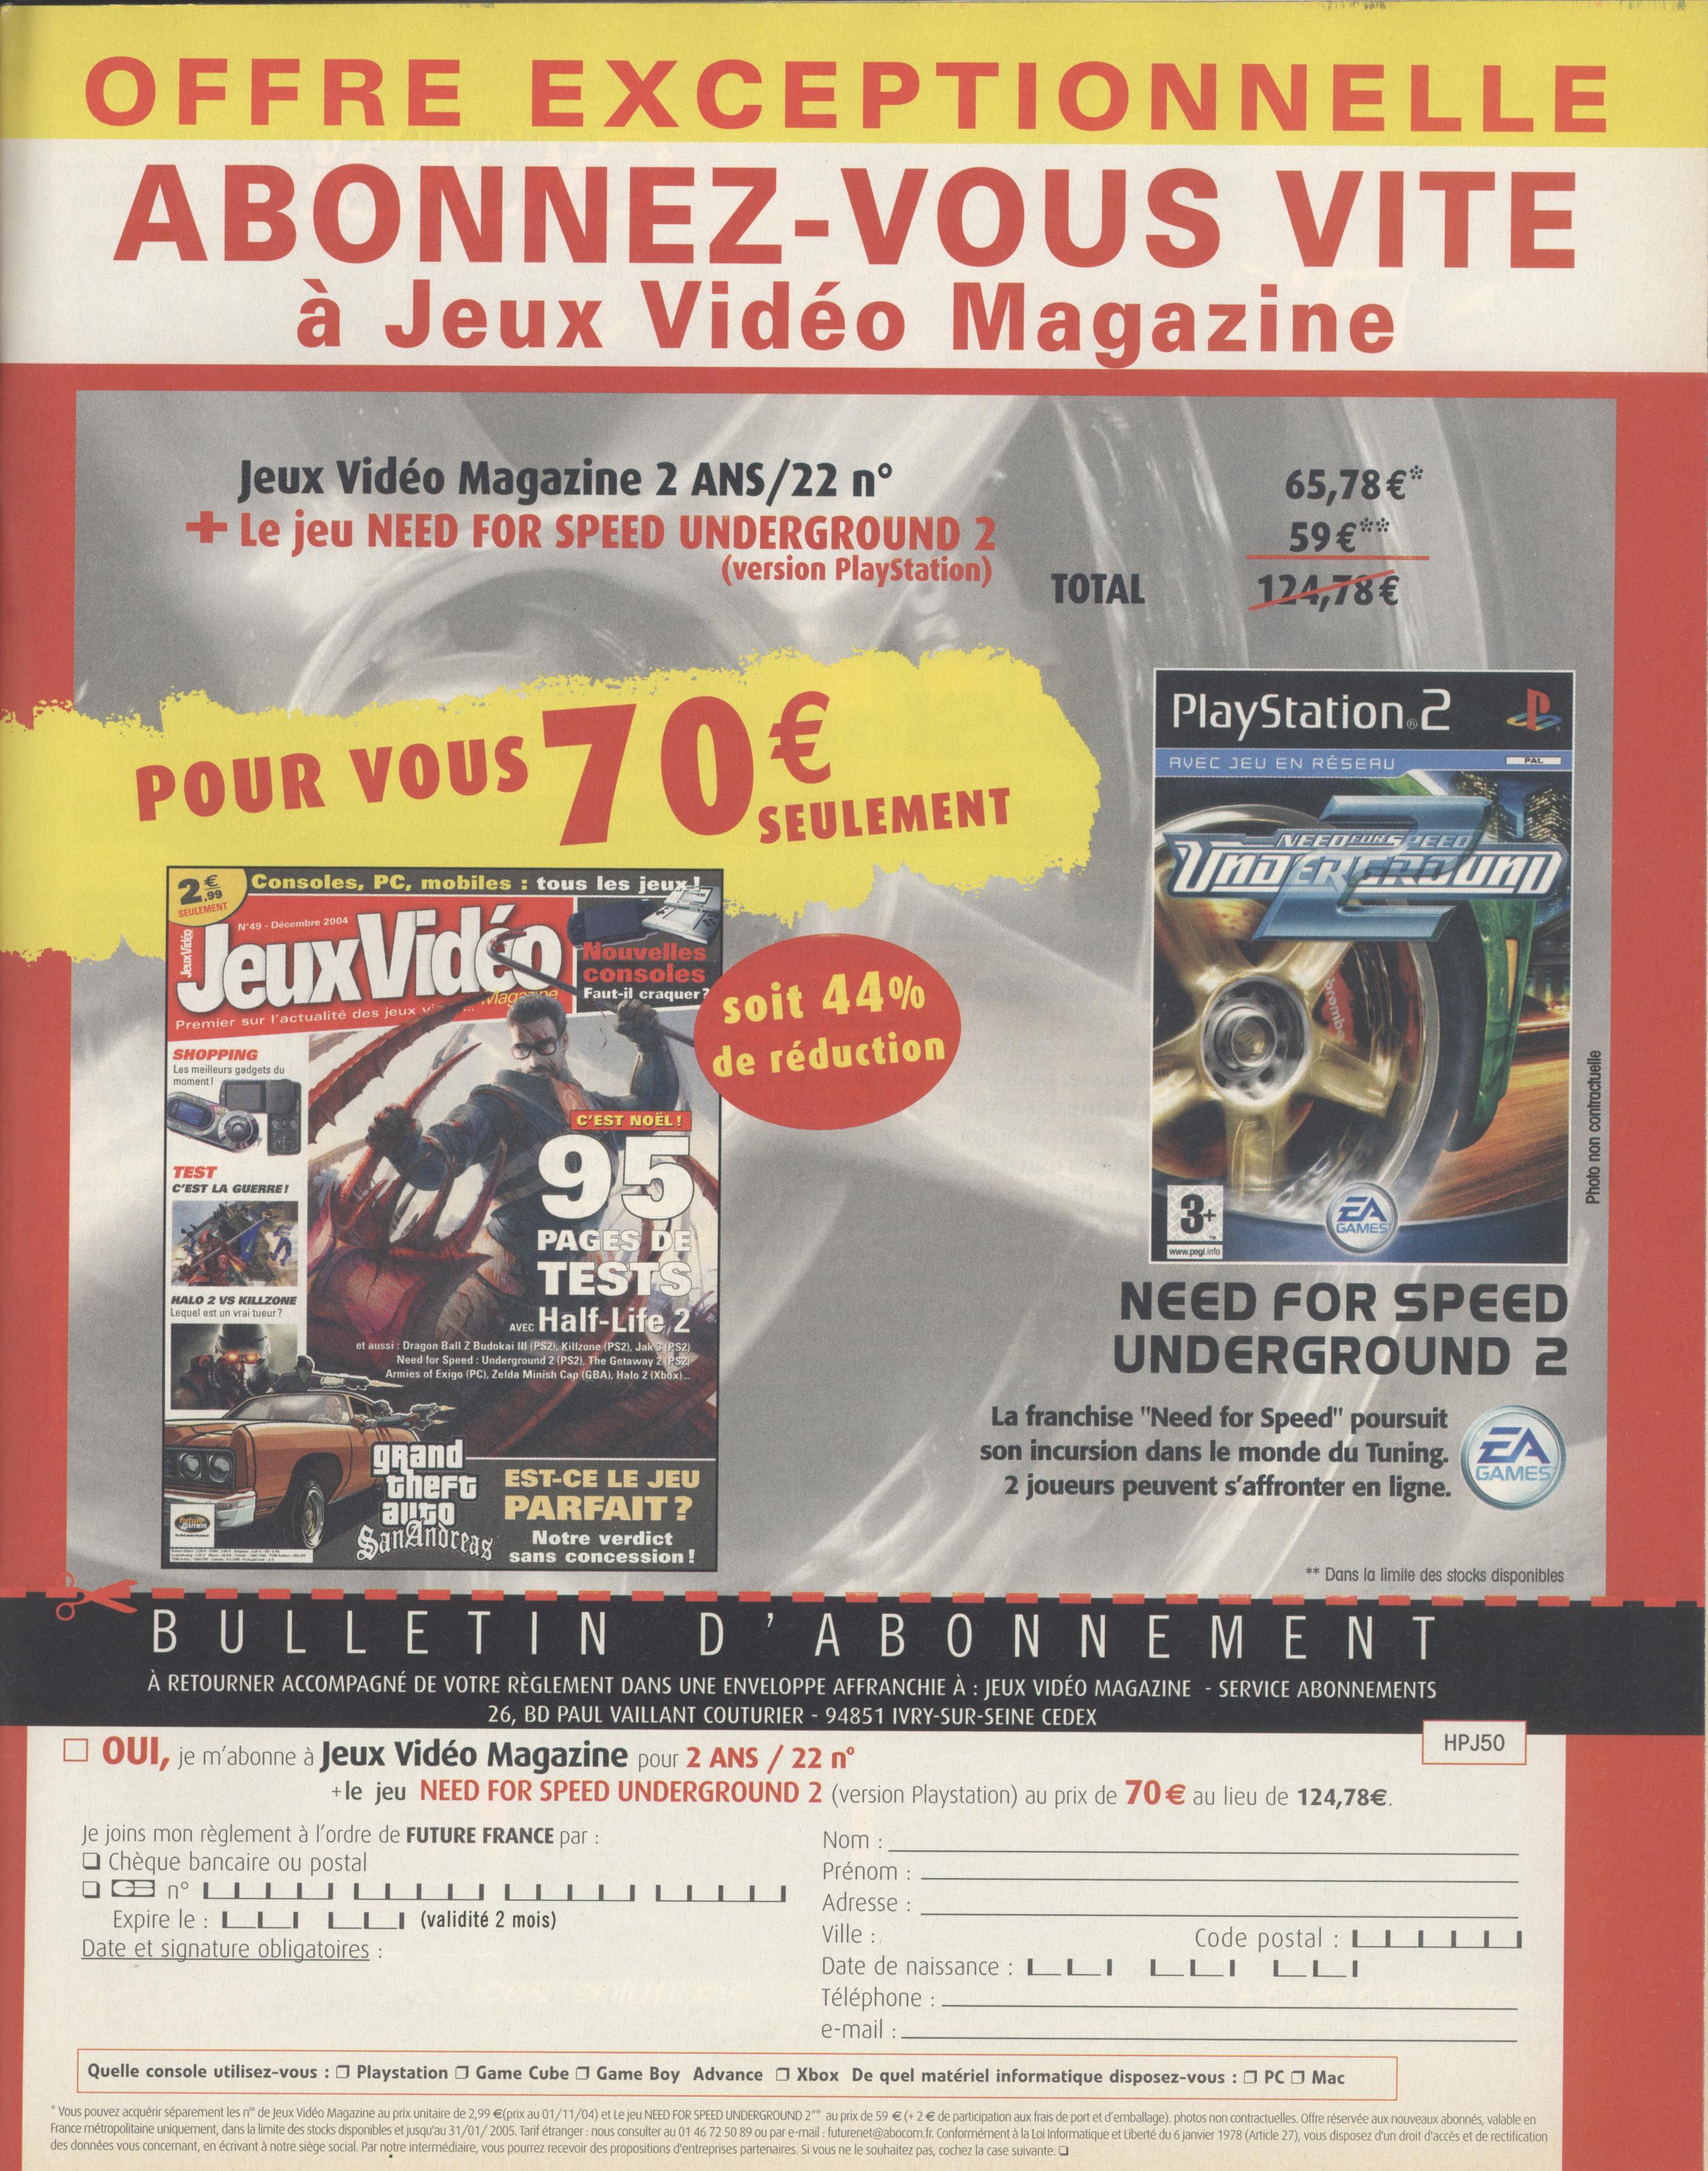 OFFRE EXCEPTIONNELLE
ABONNEZ-VOUS VITE
à Jeux Vidéo Magazine
Jeux Vidéo Magazine 2 ANS/22 n°
65,78€*
+ Le jeu NEED FOR SPEED UNDERGROUND 2
59€**
(version PlayStation)
TOTAL
124,78€
POUR VOUS 70€
SEULEMENT
PlayStation®2
AVEC JEU EN RÉSEAU
PAL
NEED FOR SPEED
UNDERGROUND
2
brembo
3+
www.pegi.info
EA
GAMES
Photo non contractuelle
2€,99
SEULEMENT
Consoles, PC, mobiles : tous les jeux !
N°49 - Décembre 2004
Jeux Vidéo
JeuxVidéo
Magazine
Premier sur l'actualité des jeux
Nouvelles
consoles
Faut-il craquer?
soit 44%
de réduction
SHOPPING
Les meilleurs gadgets du
moment !
C'EST NOËL !
95
PAGES DE
TESTS
AVEC Half-Life 2
TEST
C'EST LA GUERRE !
HALO 2 VS KILLZONE
Lequel est un vrai tueur?
et aussi : Dragon Ball Z Budokai III (PS2), Killzone (PS2), Jak 3 (PS2)
Need for Speed : Underground 2 (PS2), The Getaway 2 (PS2)
Armies of Exigo (PC), Zelda Minish Cap (GBA), Halo 2 (Xbox)...
grand
theft
auto
SanAndreas
EST-CE LE JEU
PARFAIT ?
Notre verdict
sans concession !
future
games
NEED FOR SPEED
UNDERGROUND 2
La franchise "Need for Speed" poursuit
son incursion dans le monde du Tuning.
2 joueurs peuvent s'affronter en ligne.
EA
GAMES
** Dans la limite des stocks disponibles
BULLETIN D'ABONNEMENT
À RETOURNER ACCOMPAGNÉ DE VOTRE RÈGLEMENT DANS UNE ENVELOPPE AFFRANCHIE À : JEUX VIDÉO MAGAZINE - SERVICE ABONNEMENTS
26, BD PAUL VAILLANT COUTURIER - 94851 IVRY-SUR-SEINE CEDEX
HPJ50
❏ OUI, je m'abonne à Jeux Vidéo Magazine pour 2 ANS / 22 n°
+le jeu NEED FOR SPEED UNDERGROUND 2 (version Playstation) au prix de 70€ au lieu de 124,78€.
Je joins mon règlement à l'ordre de FUTURE FRANCE par :
❏ Chèque bancaire ou postal
❏ CB n°
Expire le : (validité 2 mois)
Date et signature obligatoires :
Nom :
Prénom :
Adresse :
Ville :
Code postal :
Date de naissance :
Téléphone :
e-mail :
Quelle console utilisez-vous : ❏ Playstation ❏ Game Cube ❏ Game Boy Advance ❏ Xbox De quel matériel informatique disposez-vous : ❏ PC ❏ Mac
* Vous pouvez acquérir séparement les n°s de Jeux Vidéo Magazine au prix unitaire de 2,99 €(prix au 01/11/04) et Le jeu NEED FOR SPEED UNDERGROUND 2** au prix de 59 € (+ 2 € de participation aux frais de port et d'emballage). photos non contractuelles. Offre réservée aux nouveaux abonnés, valable en
France métropolitaine uniquement, dans la limite des stocks disponibles et jusqu'au 31/01/ 2005. Tarif étranger : nous consulter au 01 46 72 50 89 ou par e-mail : futurenet@abocom.fr. Conformément à la Loi Informatique et Liberté du 6 janvier 1978 (Article 27), vous disposez d'un droit d'accès et de rectification
des données vous concernant, en écrivant à notre siège social. Par notre intermédiaire, vous pourrez recevoir des propositions d'entreprises partenaires. Si vous ne le souhaitez pas, cochez la case suivante. ❏